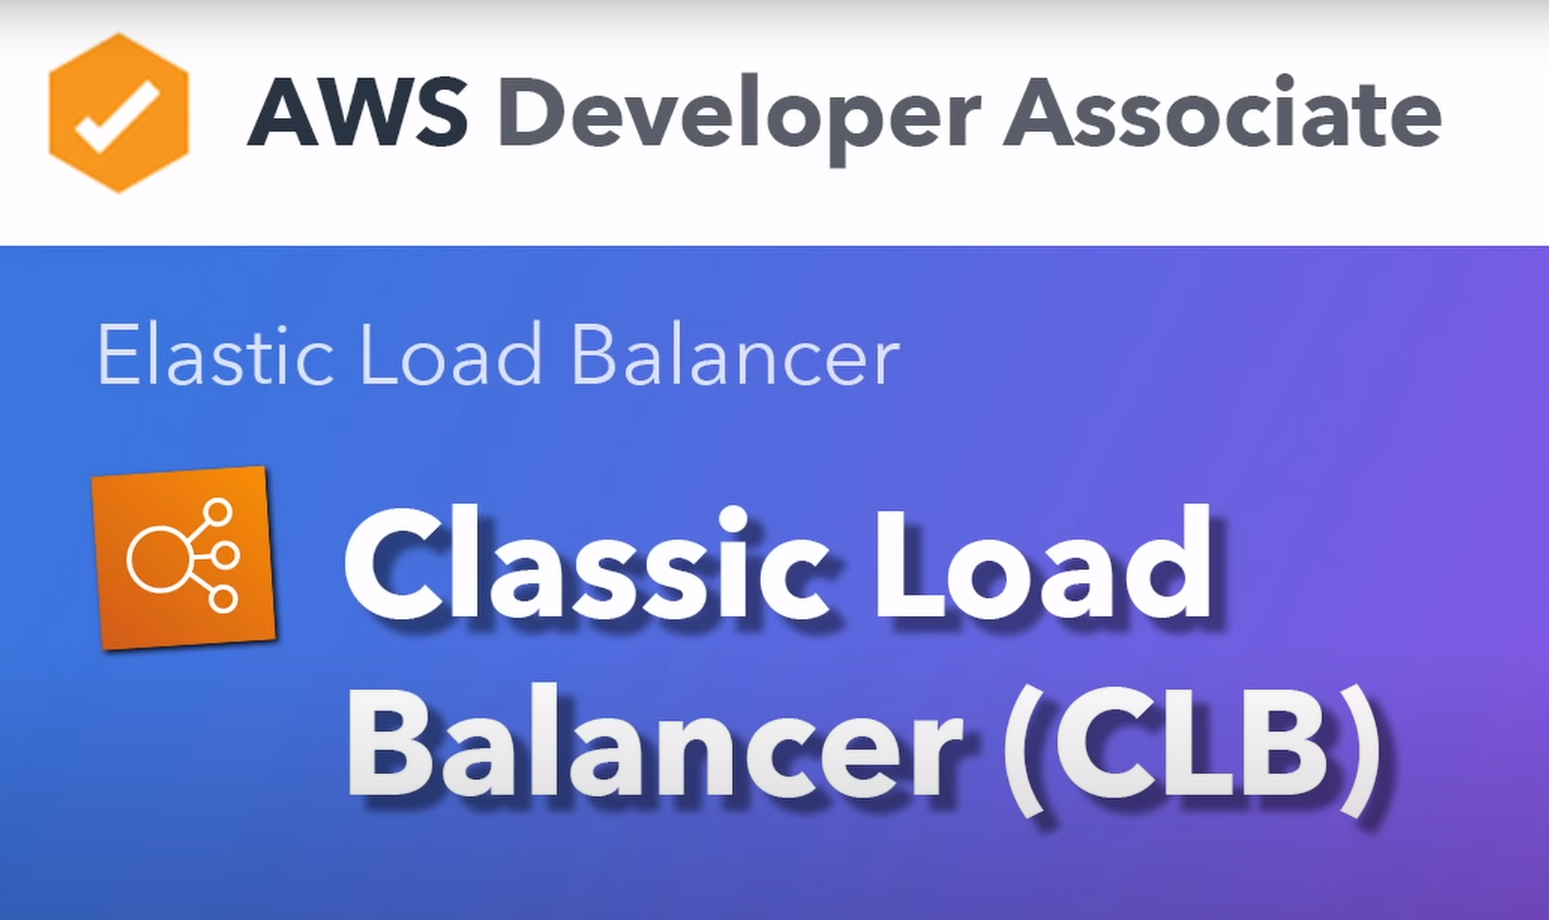 AWS Developer Associate
Elastic Load Balancer
Classic Load
Balancer (CLB)